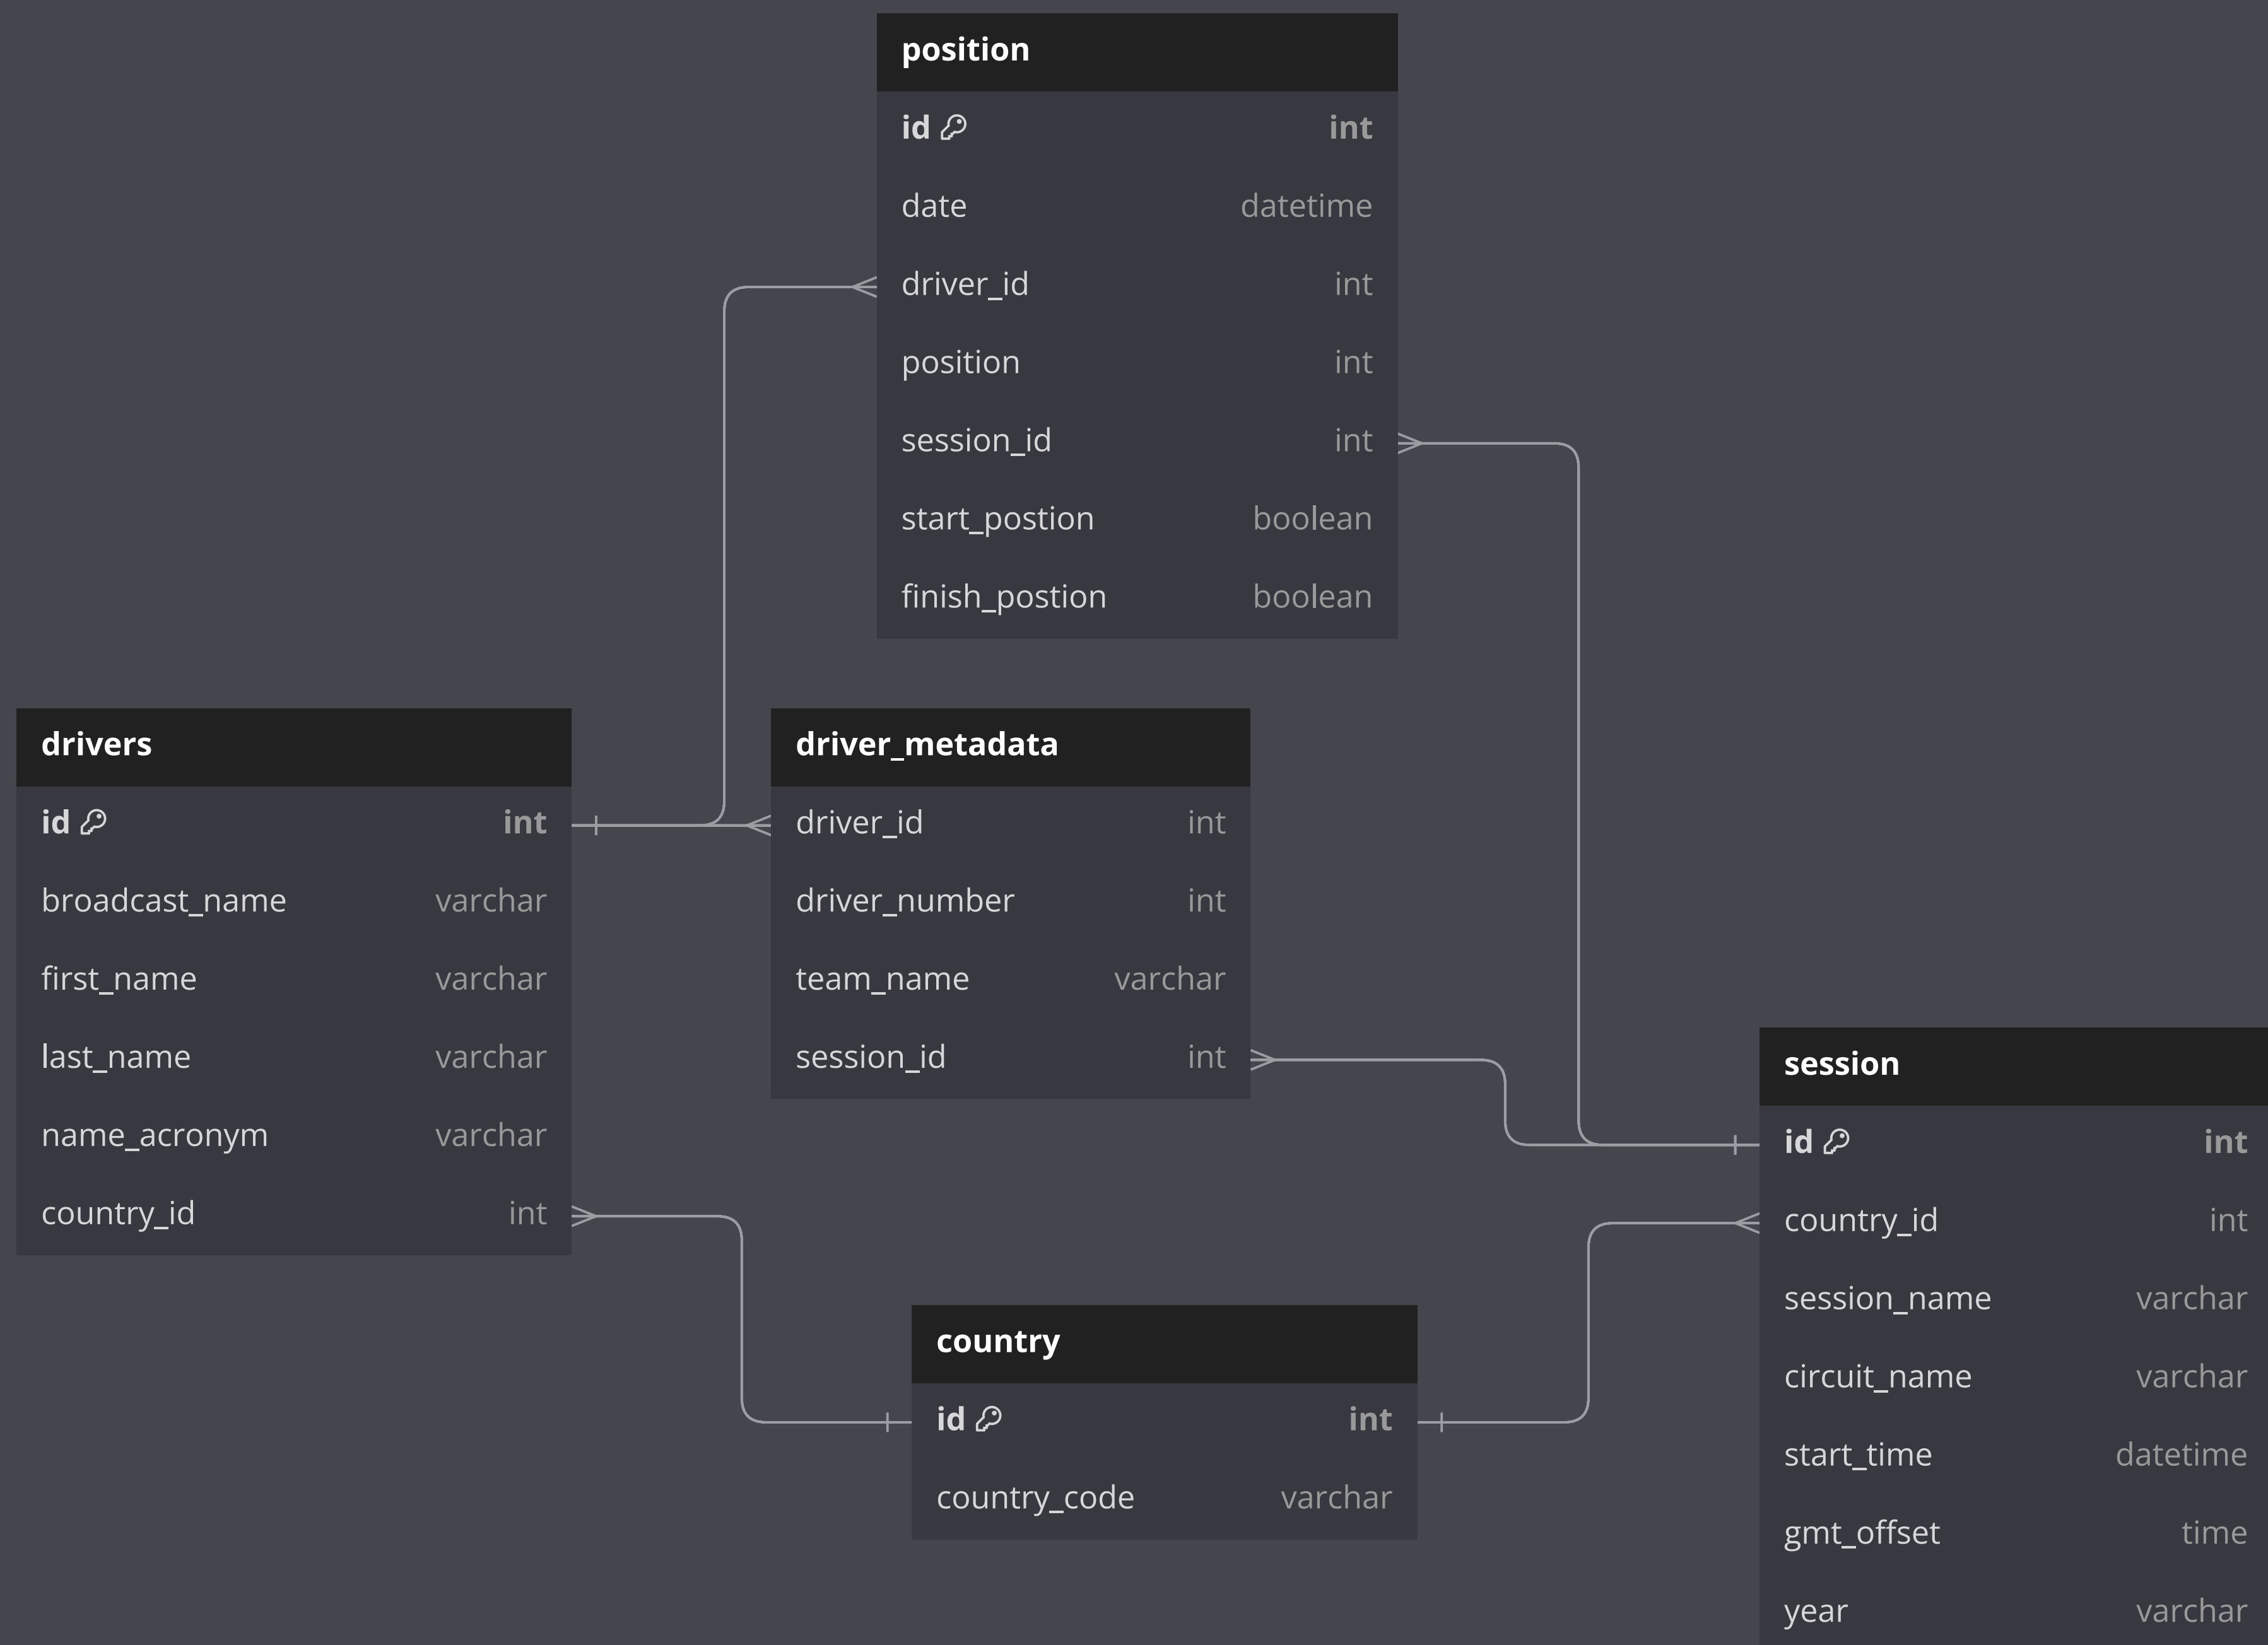 position
id int
date datetime
driver_id int
position int
session_id int
start_postion boolean
finish_postion boolean
drivers
id int
broadcast_name varchar
first_name varchar
last_name varchar
name_acronym varchar
country_id int
driver_metadata
driver_id int
driver_number int
team_name varchar
session_id int
country
id int
country_code varchar
session
id int
country_id int
session_name varchar
circuit_name varchar
start_time datetime
gmt_offset time
year varchar